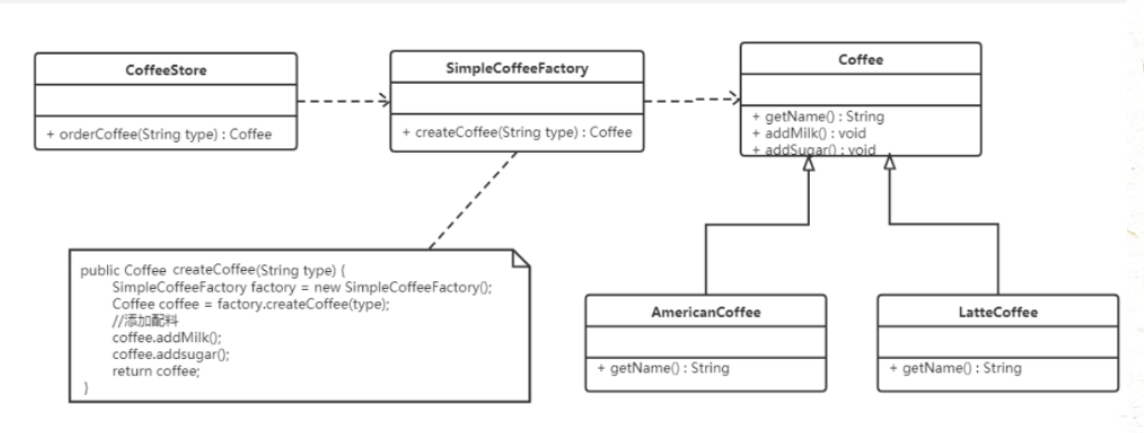 CoffeeStore
+ orderCoffee(String type) : Coffee
SimpleCoffeeFactory
+ createCoffee(String type) : Coffee
Coffee
+ getName() : String
+ addMilk() : void
+ addSugar() : void
public Coffee createCoffee(String type) {
SimpleCoffeeFactory factory = new SimpleCoffeeFactory();
Coffee coffee = factory.createCoffee(type);
//添加配料
coffee.addMilk();
coffee.addsugar();
return coffee;
}
AmericanCoffee
+ getName() : String
LatteCoffee
+ getName() : String